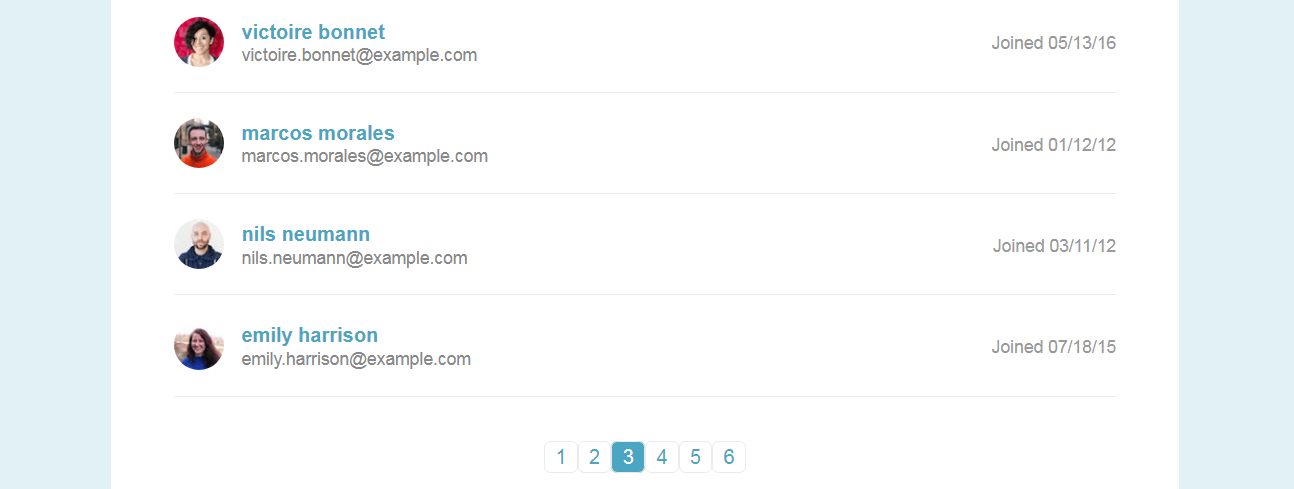 victoire bonnet
victoire.bonnet@example.com
Joined 05/13/16
marcos morales
marcos.morales@example.com
Joined 01/12/12
nils neumann
nils.neumann@example.com
Joined 03/11/12
emily harrison
emily.harrison@example.com
Joined 07/18/15
1 2 3 4 5 6